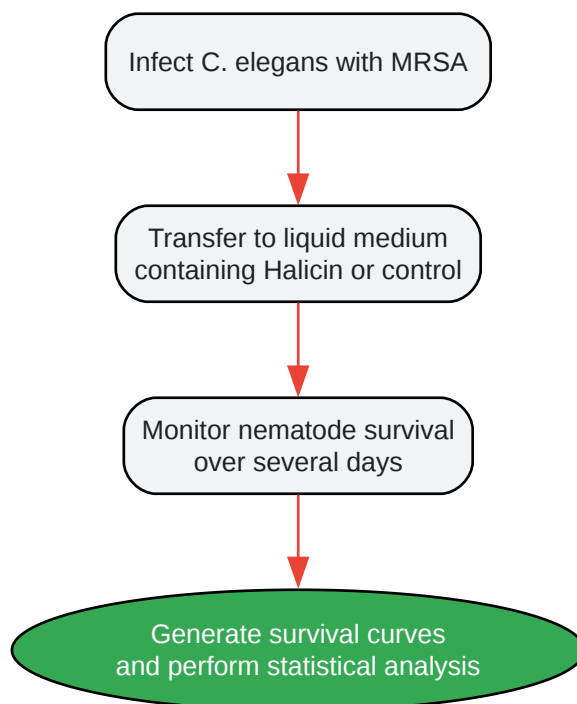 Infect C. elegans with MRSA
Transfer to liquid medium
containing Halicin or control
Monitor nematode survival
over several days
Generate survival curves
and perform statistical analysis